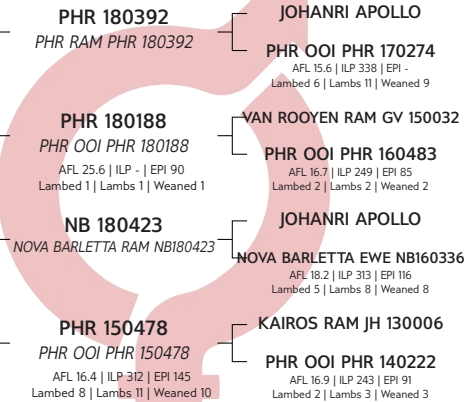 PHR 180392
PHR RAM PHR 180392
JOHANRI APOLLO
PHR OOI PHR 170274
AFL 15.6 | ILP 338 | EPI -
Lambed 6 | Lambs 11 | Weaned 9
PHR 180188
PHR OOI PHR 180188
AFL 25.6 | ILP - | EPI 90
Lambed 1 | Lambs 1 | Weaned 1
VAN ROOYEN RAM GV 150032
PHR OOI PHR 160483
AFL 16.7 | ILP 249 | EPI 85
Lambed 2 | Lambs 2 | Weaned 2
NB 180423
NOVA BARLETTA RAM NB180423
JOHANRI APOLLO
NOVA BARLETTA EWE NB160336
AFL 18.2 | ILP 313 | EPI 116
Lambed 5 | Lambs 8 | Weaned 8
PHR 150478
PHR OOI PHR 150478
AFL 16.4 | ILP 312 | EPI 145
Lambed 8 | Lambs 11 | Weaned 10
KAIROS RAM JH 130006
PHR OOI PHR 140222
AFL 16.9 | ILP 243 | EPI 91
Lambed 2 | Lambs 3 | Weaned 3